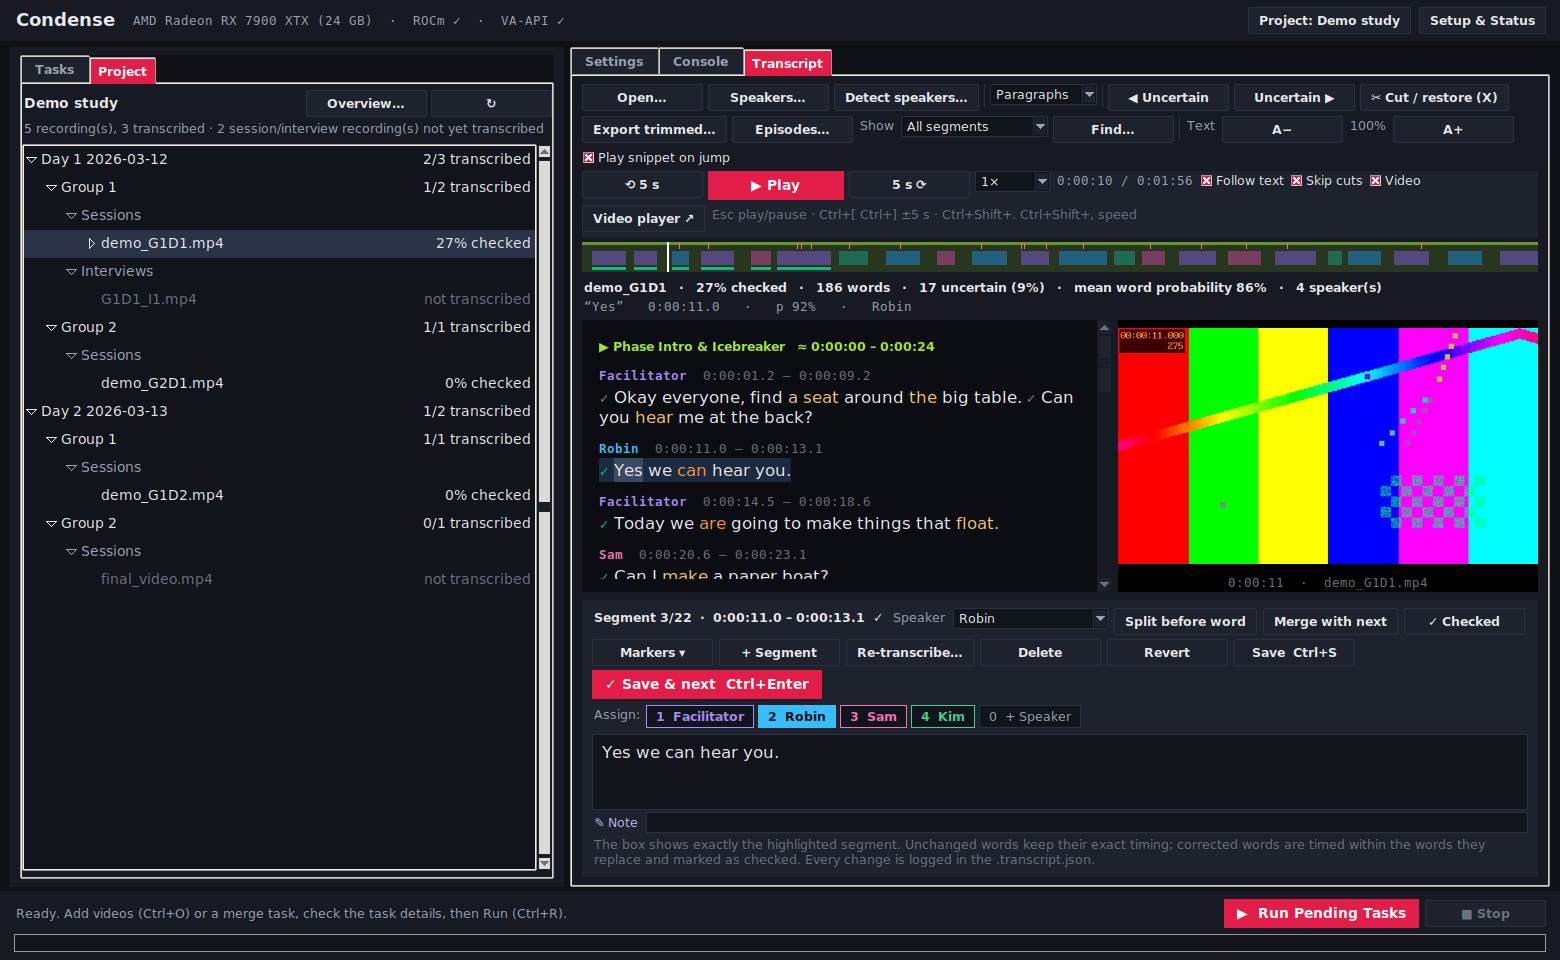 Condense AMD Radeon RX 7900 XTX (24 GB) · ROCm ✓ · VA-API ✓ Project: Demo study Setup & Status
Tasks Project
Demo study Overview... ↻
5 recording(s), 3 transcribed · 2 session/interview recording(s) not yet transcribed
Day 1 2026-03-12 2/3 transcribed
Group 1 1/2 transcribed
Sessions
demo_G1D1.mp4 27% checked
Interviews
G1D1_I1.mp4 not transcribed
Group 2 1/1 transcribed
Sessions
demo_G2D1.mp4 0% checked
Day 2 2026-03-13 1/2 transcribed
Group 1 1/1 transcribed
Sessions
demo_G1D2.mp4 0% checked
Group 2 0/1 transcribed
Sessions
final_video.mp4 not transcribed
Settings Console Transcript
Open... Speakers... Detect speakers... Paragraphs ◀ Uncertain Uncertain ▶ ✂ Cut / restore (X)
Export trimmed... Episodes... Show All segments Find... Text A− 100% A+
Play snippet on jump
⟲ 5 s ▶ Play 5 s ⟳ 1× 0:00:10 / 0:01:56 Follow text Skip cuts Video
Video player ↗ Esc play/pause · Ctrl+[ Ctrl+] ±5 s · Ctrl+Shift+. Ctrl+Shift+, speed
demo_G1D1 · 27% checked · 186 words · 17 uncertain (9%) · mean word probability 86% · 4 speaker(s)
“Yes” 0:00:11.0 · p 92% · Robin
▶ Phase Intro & Icebreaker ≈ 0:00:00 – 0:00:24
Facilitator 0:00:01.2 – 0:00:09.2
✓ Okay everyone, find a seat around the big table. ✓ Can
you hear me at the back?
Robin 0:00:11.0 – 0:00:13.1
✓ Yes we can hear you.
Facilitator 0:00:14.5 – 0:00:18.6
✓ Today we are going to make things that float.
Sam 0:00:20.6 – 0:00:23.1
✓ Can I make a paper boat?
00:00:11.000
275
0:00:11 · demo_G1D1.mp4
Segment 3/22 · 0:00:11.0 – 0:00:13.1 ✓ Speaker Robin Split before word Merge with next ✓ Checked
Markers ▾ + Segment Re-transcribe... Delete Revert Save Ctrl+S
✓ Save & next Ctrl+Enter
Assign: 1 Facilitator 2 Robin 3 Sam 4 Kim 0 + Speaker
Yes we can hear you.
✎ Note
The box shows exactly the highlighted segment. Unchanged words keep their exact timing; corrected words are timed within the words they
replace and marked as checked. Every change is logged in the .transcript.json.
Ready. Add videos (Ctrl+O) or a merge task, check the task details, then Run (Ctrl+R). ▶ Run Pending Tasks ■ Stop